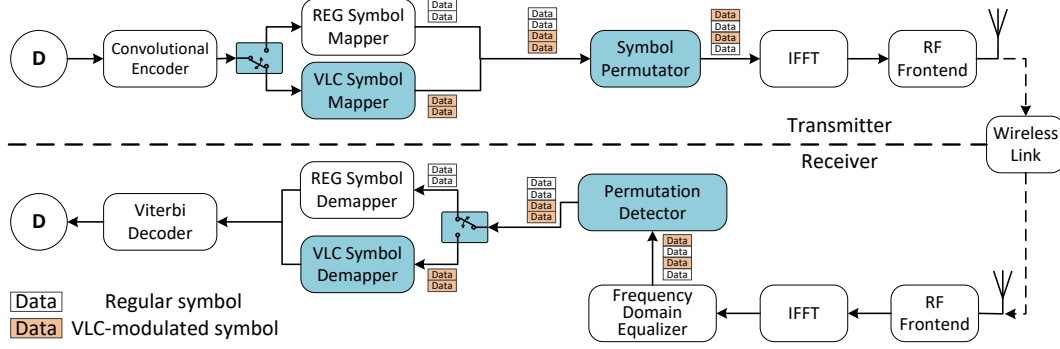 D
Convolutional
Encoder
REG Symbol
Mapper
Data
Data
VLC Symbol
Mapper
Data
Data
Data
Data
Data
Data
Symbol
Permutator
Data
Data
Data
Data
IFFT
RF
Frontend
Transmitter
Receiver
Wireless
Link
D
Viterbi
Decoder
REG Symbol
Demapper
Data
Data
VLC Symbol
Demapper
Data
Data
Data
Data
Data
Data
Permutation
Detector
Data
Data
Data
Data
Frequency
Domain
Equalizer
IFFT
RF
Frontend
Data Regular symbol
Data VLC-modulated symbol